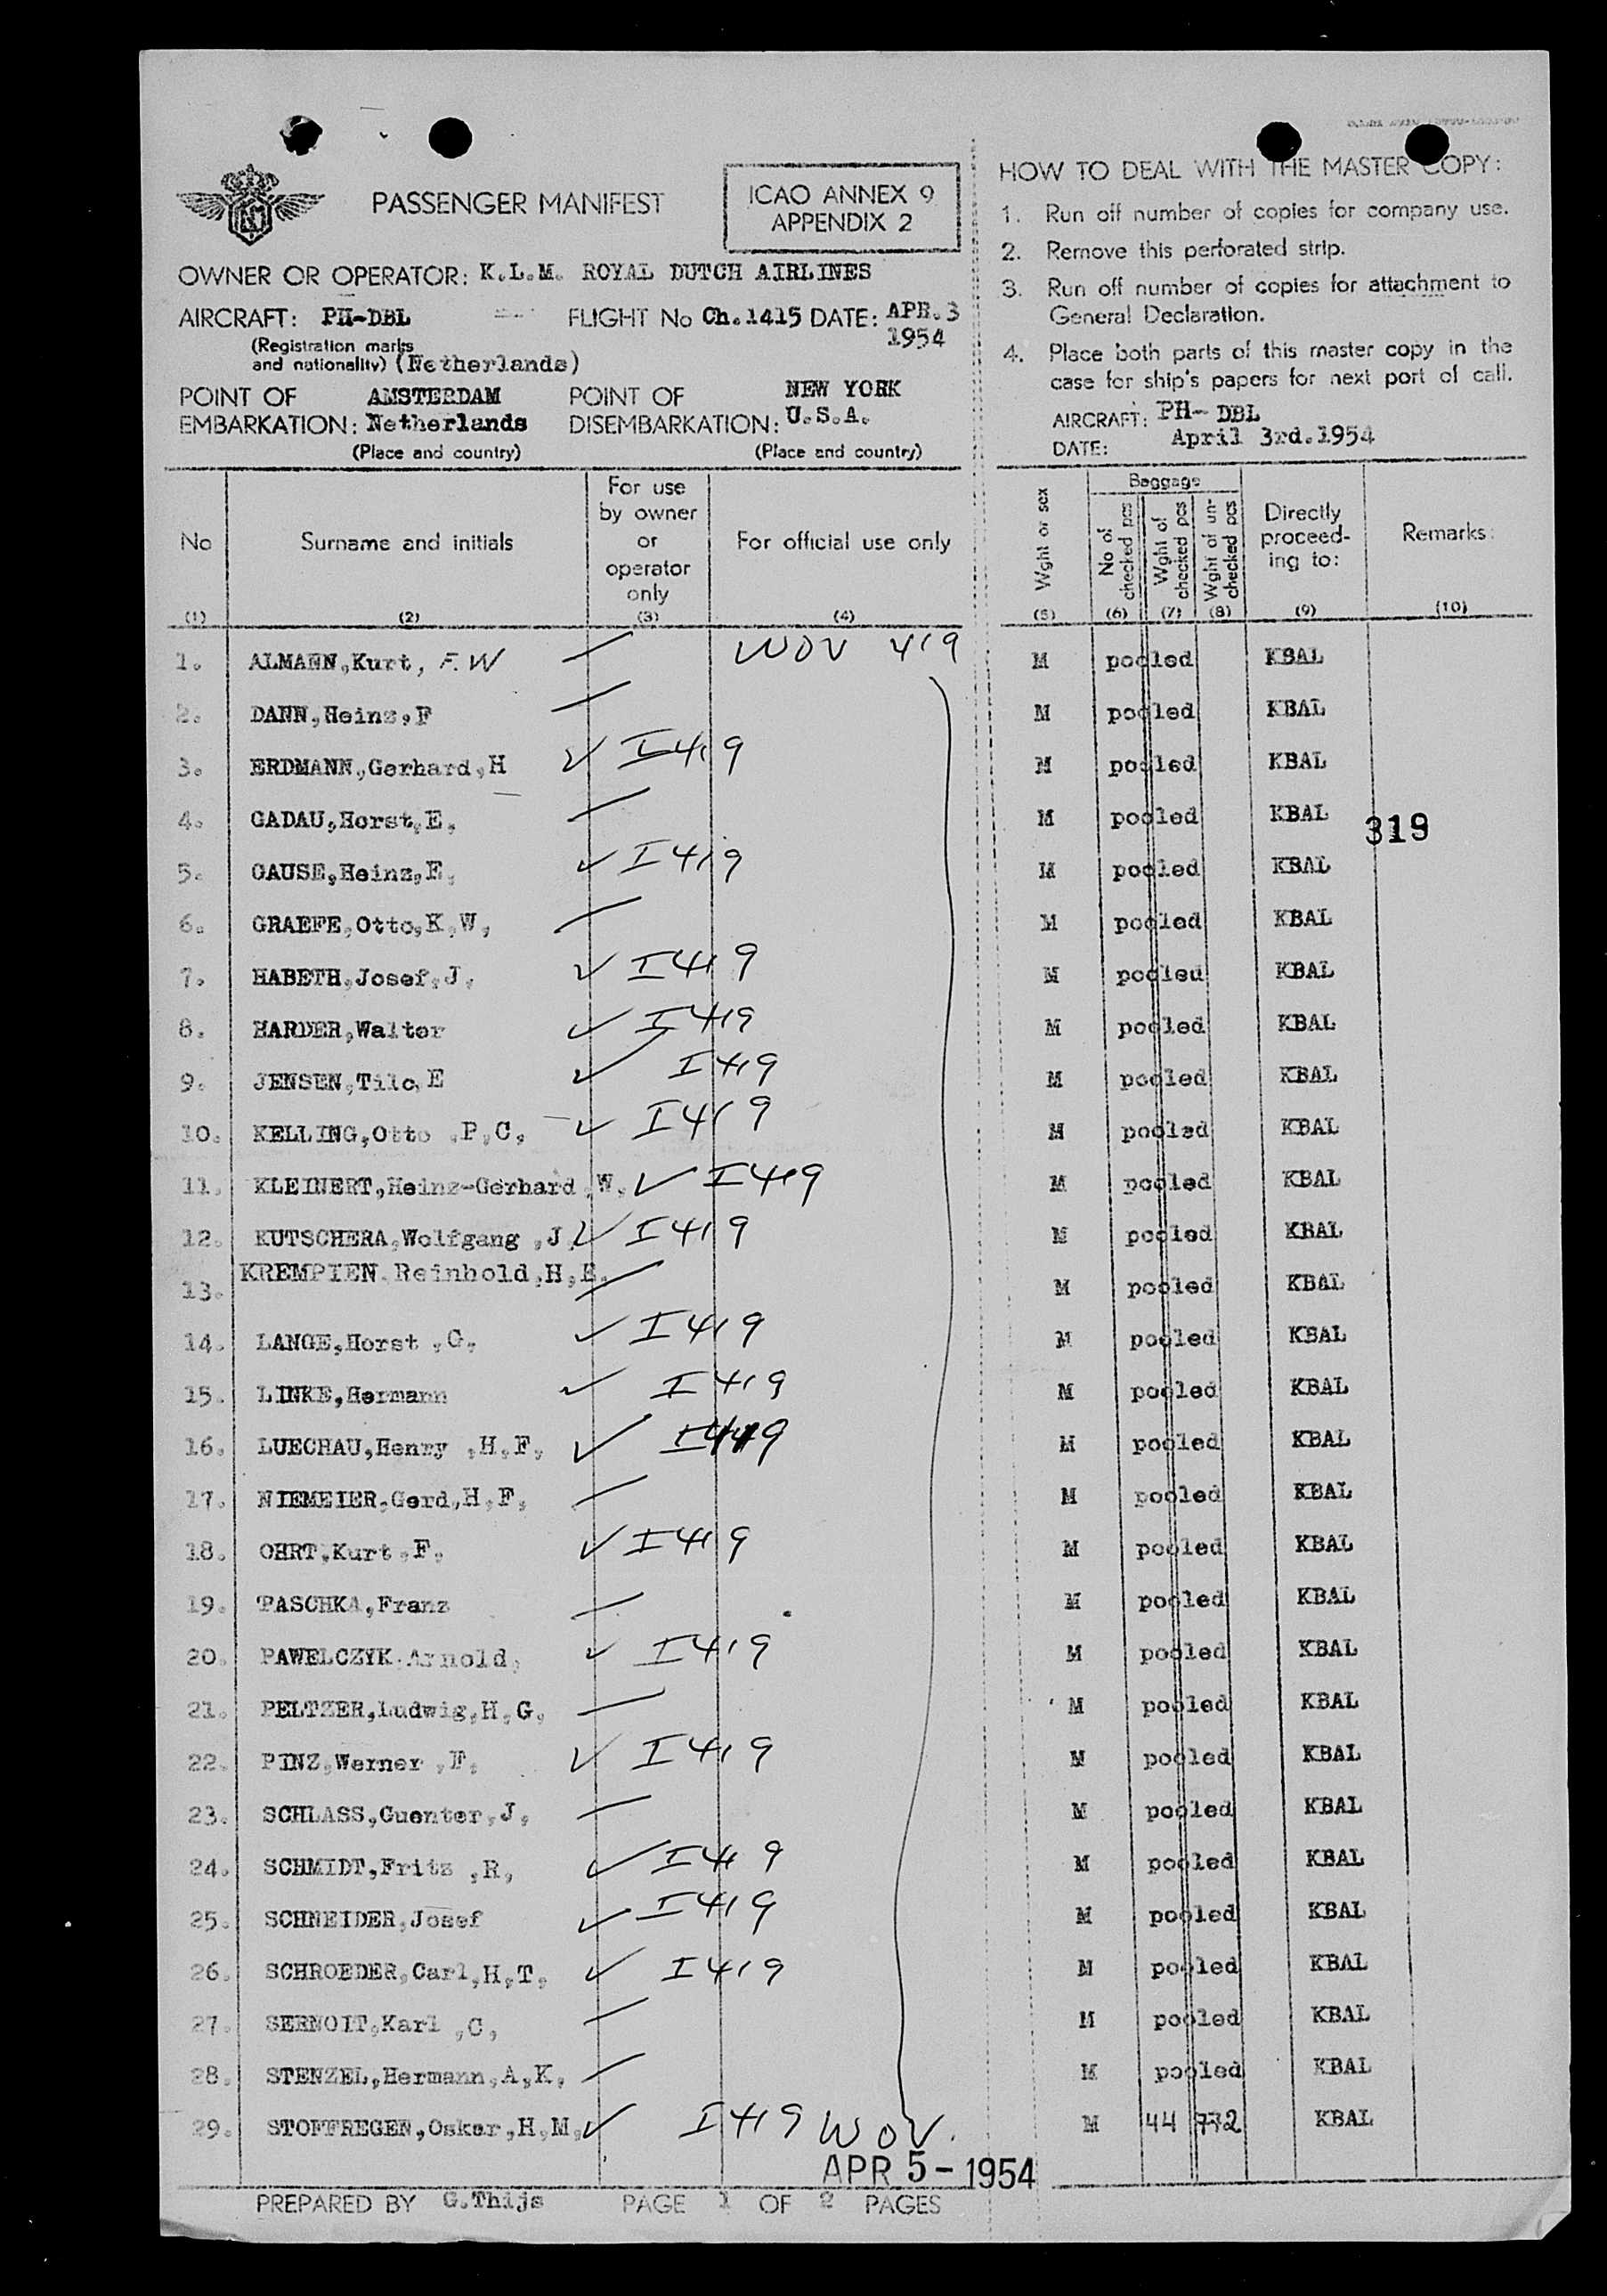 PASSENGER MANIFEST
ICAO ANNEX 9
APPENDIX 2
OWNER OR OPERATOR: K.L.M. ROYAL DUTCH AIRLINES
AIRCRAFT: PH-DBL FLIGHT No Ch.1415 DATE: APR.3
1954
(Registration marks
and nationality) (Netherlands)
POINT OF AMSTERDAM POINT OF NEW YORK
EMBARKATION: Netherlands DISEMBARKATION: U.S.A.
(Place and country) (Place and country)
HOW TO DEAL WITH THE MASTER COPY:
1. Run off number of copies for company use.
2. Remove this perforated strip.
3. Run off number of copies for attachment to
General Declaration.
4. Place both parts of this master copy in the
case for ship's papers for next port of call.
AIRCRAFT: PH- DBL
DATE: April 3rd.1954
No
(1)
Surname and initials
(2)
For use
by owner
or
operator
only
(3)
For official use only
(4)
Wght or sex
(5)
Baggage
No of
checked pcs
(6)
Wght of
checked pcs
(7)
Wght of un-
checked pcs
(8)
Directly
proceed-
ing to:
(9)
Remarks:
(10)
1. ALMANN,Kurt, F.W WOV 419 M pooled KBAL
2. DANN,Heinz,F M pooled KBAL
3. ERDMANN,Gerhard,H I419 M pooled KBAL
4. GADAU,Horst,E, M pooled KBAL
319
5. GAUSE,Heinz,E, I419 M pooled KBAL
6. GRAEFE,Otto,K,W, M pooled KBAL
7. HABETH,Josef,J, I419 M pooled KBAL
8. HARDER,Walter I419 M pooled KBAL
9. JENSEN,Tilo,E I419 M pooled KBAL
10. KELLING,Otto ,P,C, I419 M pooled KBAL
11. KLEINERT,Heinz-Gerhard,W, I419 M pooled KBAL
12. KUTSCHERA,Wolfgang ,J, I419 M pooled KBAL
13. KREMPIEN,Reinhold,H,E, M pooled KBAL
14. LANGE,Horst ,G, I419 M pooled KBAL
15. LINKE,Hermann I419 M pooled KBAL
16. LUECHAU,Henry ,H,F, I419 M pooled KBAL
17. NIEMEIER,Gerd,H,F, M pooled KBAL
18. OHRT,Kurt,F, I419 M pooled KBAL
19. PASCHKA,Franz M pooled KBAL
20. PAWELCZYK,Arnold, I419 M pooled KBAL
21. PELTZER,Ludwig,H,G, M pooled KBAL
22. PINZ,Werner ,F, I419 M pooled KBAL
23. SCHLASS,Guenter,J, M pooled KBAL
24. SCHMIDT,Fritz ,R, I419 M pooled KBAL
25. SCHNEIDER,Josef I419 M pooled KBAL
26. SCHROEDER,Carl,H,T, I419 M pooled KBAL
27. SERNOIT,Karl ,C, M pooled KBAL
28. STENZEL,Hermann,A,K, M pooled KBAL
29. STOFFREGEN,Oskar,H,M, I419 WOV. M 44 772 KBAL
APR 5-1954
PREPARED BY G.Thijs PAGE 1 OF 2 PAGES